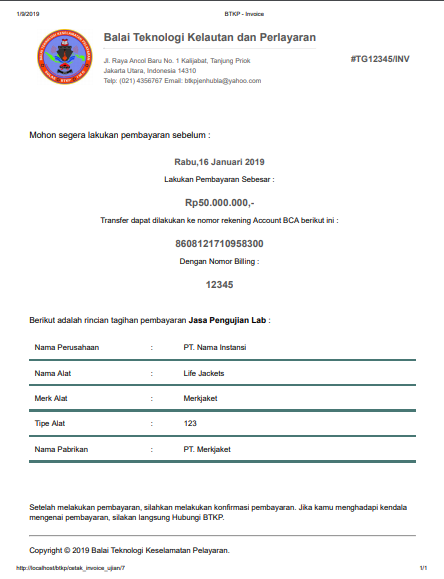 1/9/2019 BTKP - Invoice
Balai Teknologi Kelautan dan Perlayaran
#TG12345/INV
Jl. Raya Ancol Baru No. 1 Kalijabat, Tanjung Priok
Jakarta Utara, Indonesia 14310
Telp: (021) 4356767 Email: btkpjenhubla@yahoo.com
Mohon segera lakukan pembayaran sebelum :
Rabu,16 Januari 2019
Lakukan Pembayaran Sebesar :
Rp50.000.000,-
Transfer dapat dilakukan ke nomor rekening Account BCA berikut ini :
8608121710958300
Dengan Nomor Billing :
12345
Berikut adalah rincian tagihan pembayaran Jasa Pengujian Lab :
Nama Perusahaan : PT. Nama Instansi
Nama Alat : Life Jackets
Merk Alat : Merkjaket
Tipe Alat : 123
Nama Pabrikan : PT. Merkjaket
Setelah melakukan pembayaran, silahkan melakukan konfirmasi pembayaran. Jika kamu menghadapi kendala
mengenai pembayaran, silakan langsung Hubungi BTKP.
Copyright © 2019 Balai Teknologi Keselamatan Pelayaran.
http://localhost/btkp/cetak_invoice_ujian/7 1/1